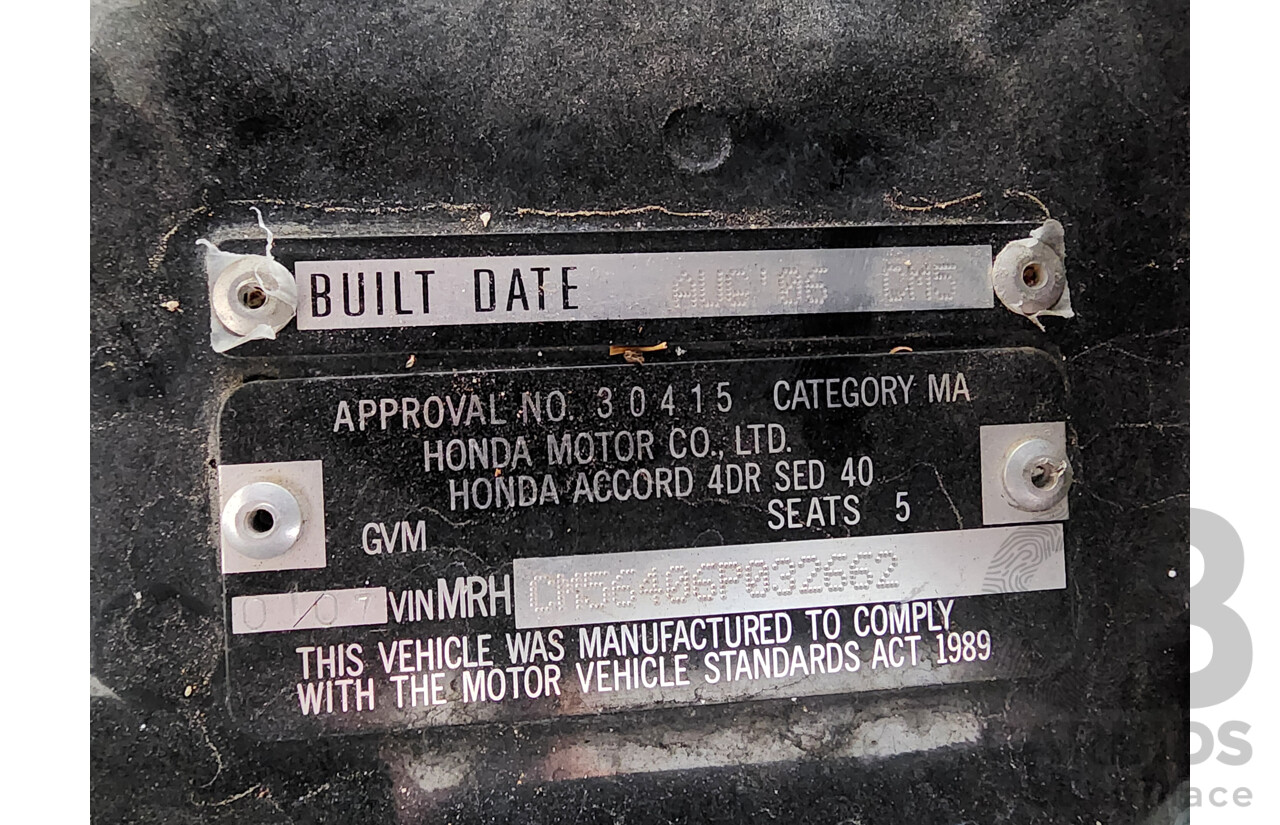 BUILT DATE AUG'06 CME
APPROVAL NO. 30415 CATEGORY MA
HONDA MOTOR CO., LTD.
HONDA ACCORD 4DR SED 40
SEATS 5
GVM
01/07 VIN MRH CM56406P032662
THIS VEHICLE WAS MANUFACTURED TO COMPLY
WITH THE MOTOR VEHICLE STANDARDS ACT 1989